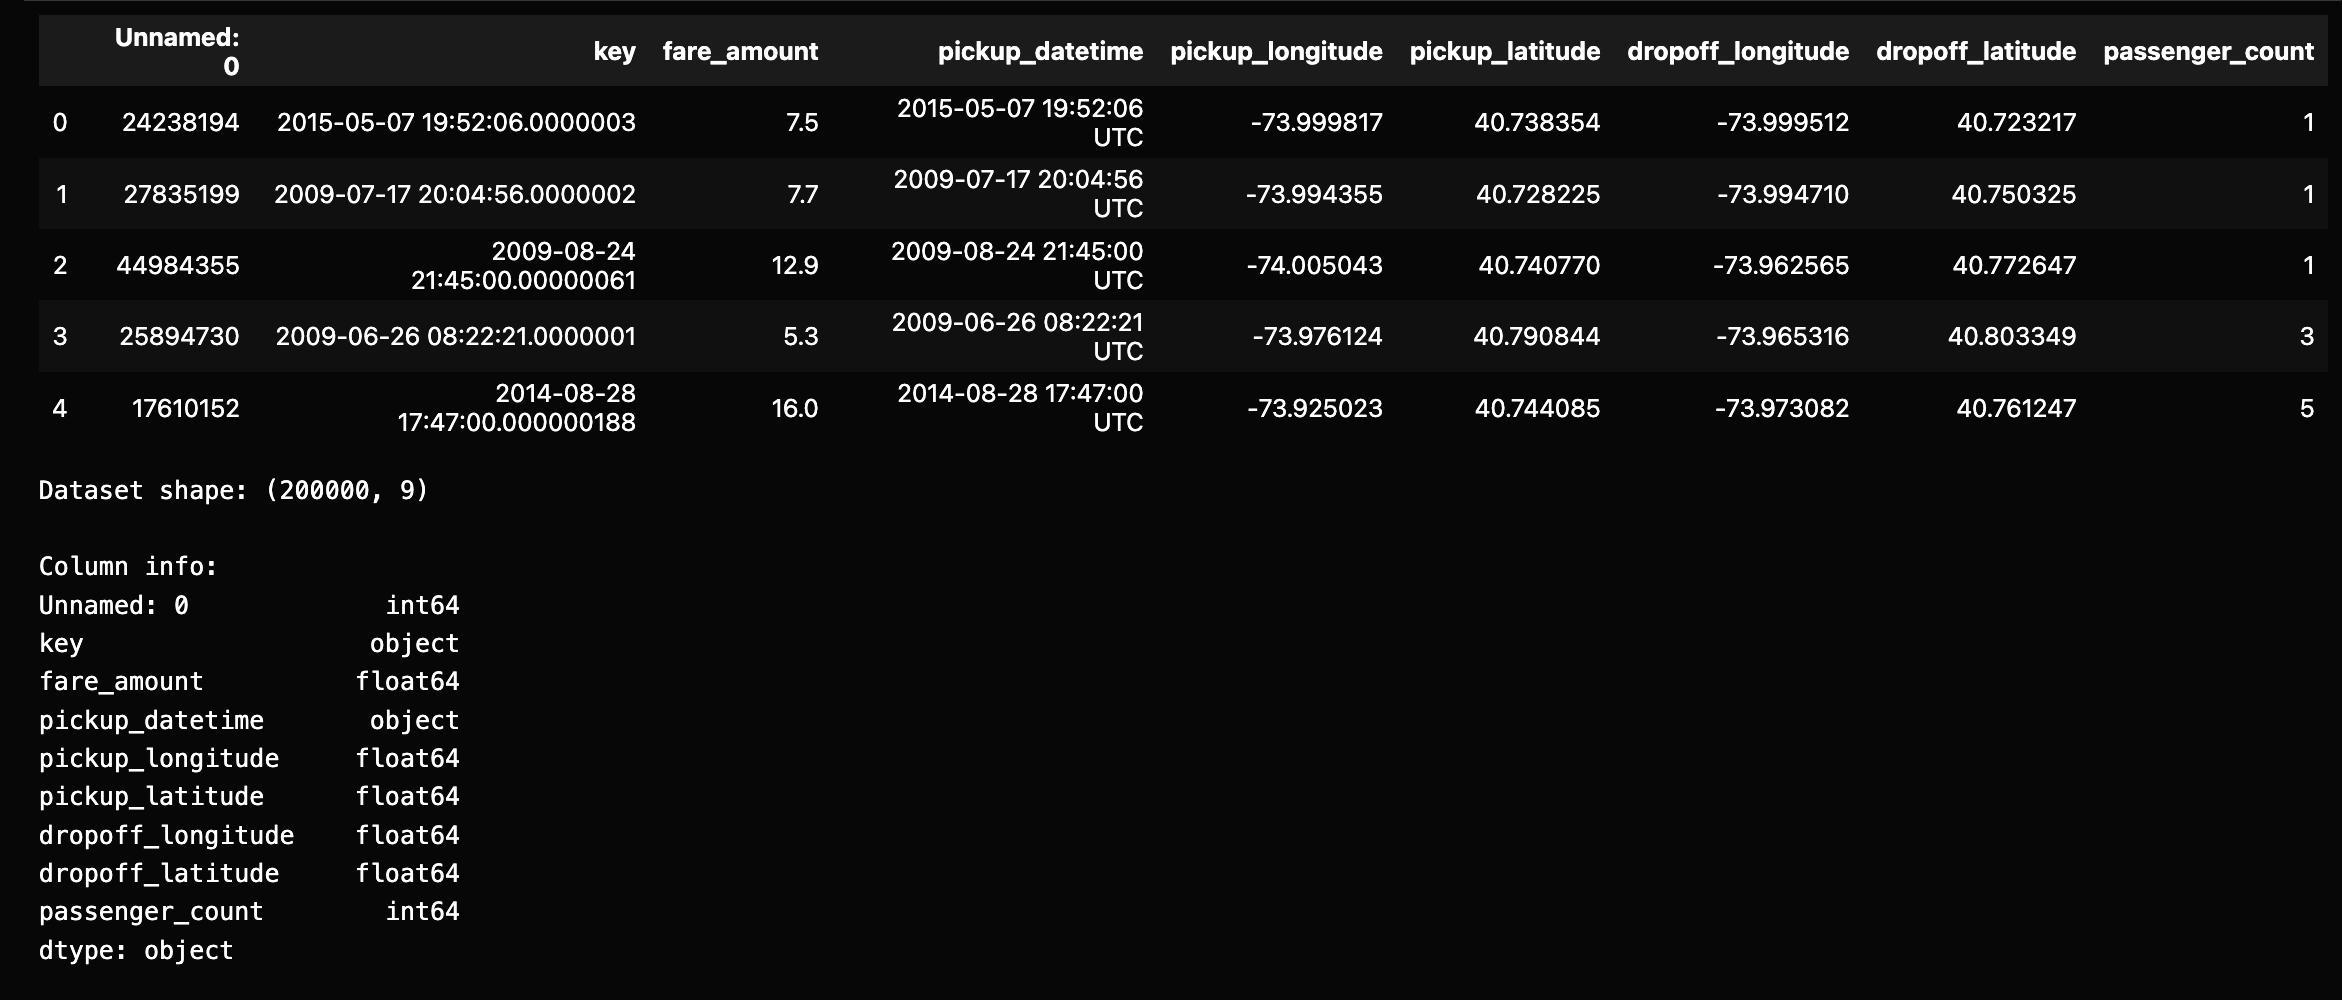 Unnamed: 0 key fare_amount pickup_datetime pickup_longitude pickup_latitude dropoff_longitude dropoff_latitude passenger_count
0 24238194 2015-05-07 19:52:06.0000003 7.5 2015-05-07 19:52:06 UTC -73.999817 40.738354 -73.999512 40.723217 1
1 27835199 2009-07-17 20:04:56.0000002 7.7 2009-07-17 20:04:56 UTC -73.994355 40.728225 -73.994710 40.750325 1
2 44984355 2009-08-24 21:45:00.00000061 12.9 2009-08-24 21:45:00 UTC -74.005043 40.740770 -73.962565 40.772647 1
3 25894730 2009-06-26 08:22:21.0000001 5.3 2009-06-26 08:22:21 UTC -73.976124 40.790844 -73.965316 40.803349 3
4 17610152 2014-08-28 17:47:00.000000188 16.0 2014-08-28 17:47:00 UTC -73.925023 40.744085 -73.973082 40.761247 5
Dataset shape: (200000, 9)
Column info:
Unnamed: 0 int64
key object
fare_amount float64
pickup_datetime object
pickup_longitude float64
pickup_latitude float64
dropoff_longitude float64
dropoff_latitude float64
passenger_count int64
dtype: object